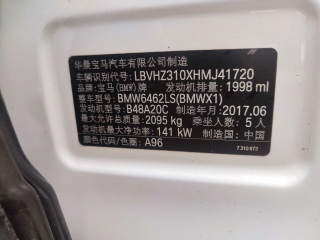 华晨宝马汽车有限公司制造
车辆识别代号: LBVHZ310XHMJ41720
品牌: 宝马(BMW)牌 发动机排量: 1998 ml
整车型号: BMW6462LS(BMWX1)
发动机型号: B48A20C 制造年月: 2017.06
最大允许总质量: 2095 kg 乘坐人数: 5 人
发动机最大净功率: 141 kW 制造国: 中国
颜色代码/色圈: A96
7 310 973